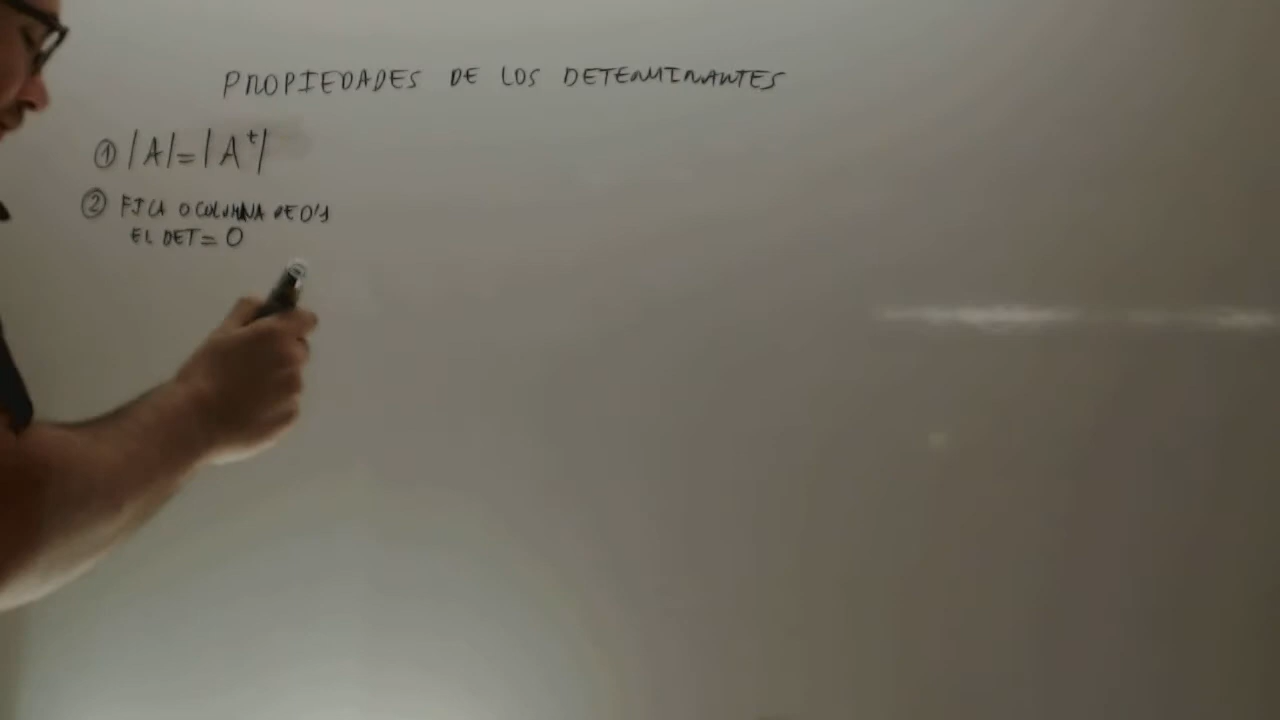 PROPIEDADES DE LOS DETERMINANTES
① |A|=|Aᵗ|
② FILA O COLUMNA DE 0'S
EL DET = 0